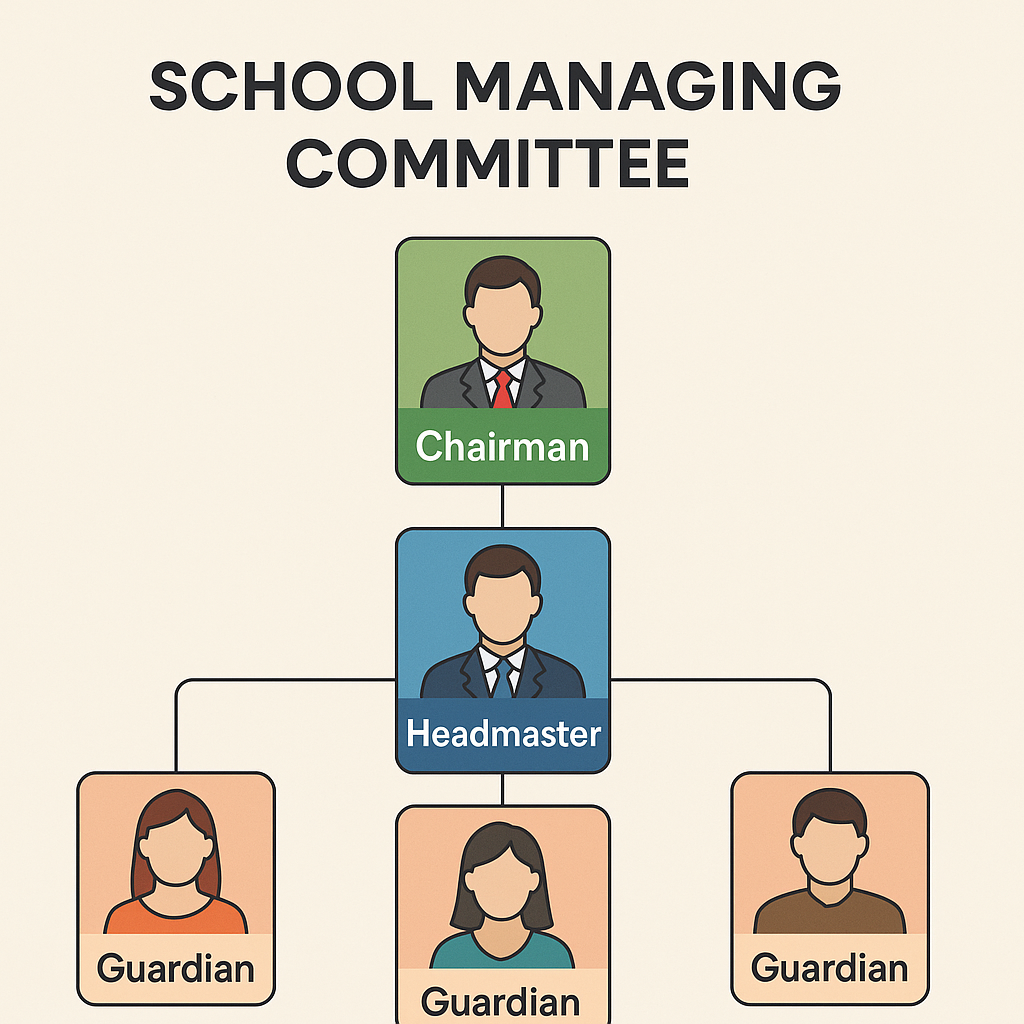 SCHOOL MANAGING
COMMITTEE
Chairman
Headmaster
Guardian
Guardian
Guardian